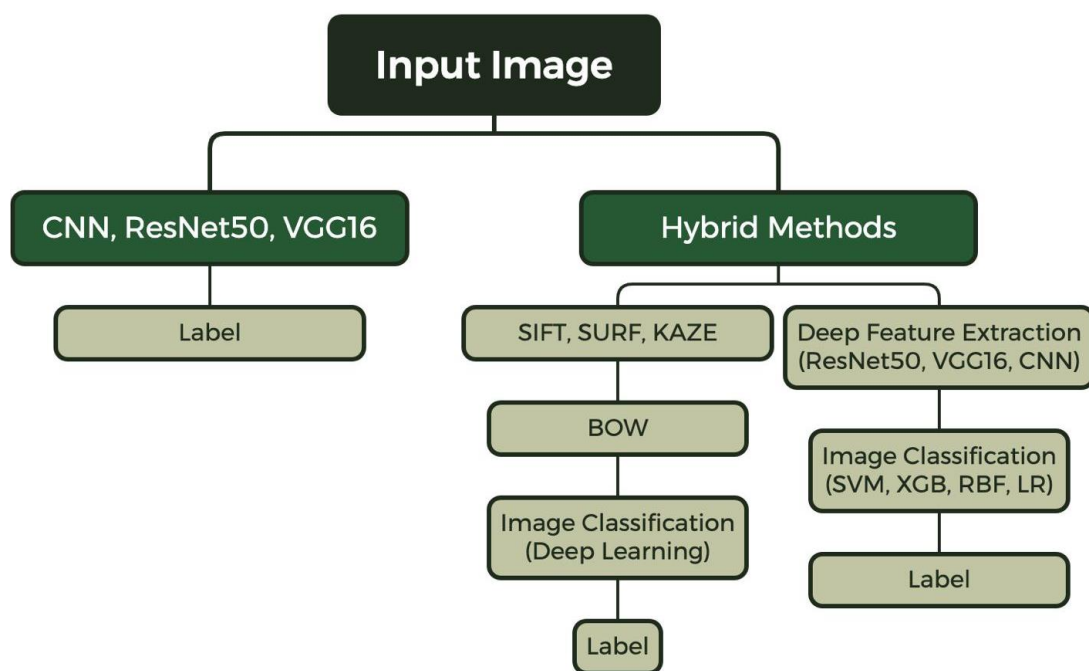 Input Image
CNN, ResNet50, VGG16
Hybrid Methods
Label
SIFT, SURF, KAZE
BOW
Image Classification
(Deep Learning)
Label
Deep Feature Extraction
(ResNet50, VGG16, CNN)
Image Classification
(SVM, XGB, RBF, LR)
Label